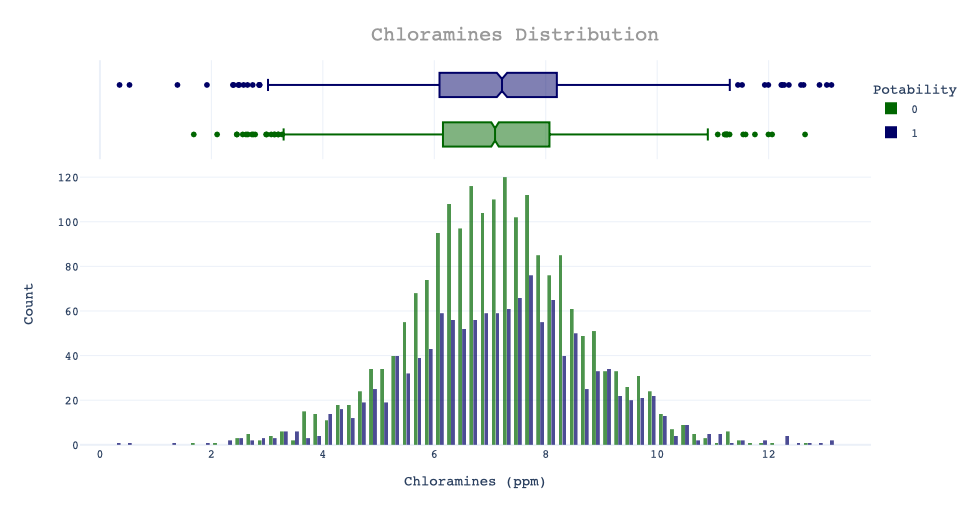 Chloramines Distribution
Potability
0
1
120
100
80
60
40
20
0
Count
0 2 4 6 8 10 12
Chloramines (ppm)